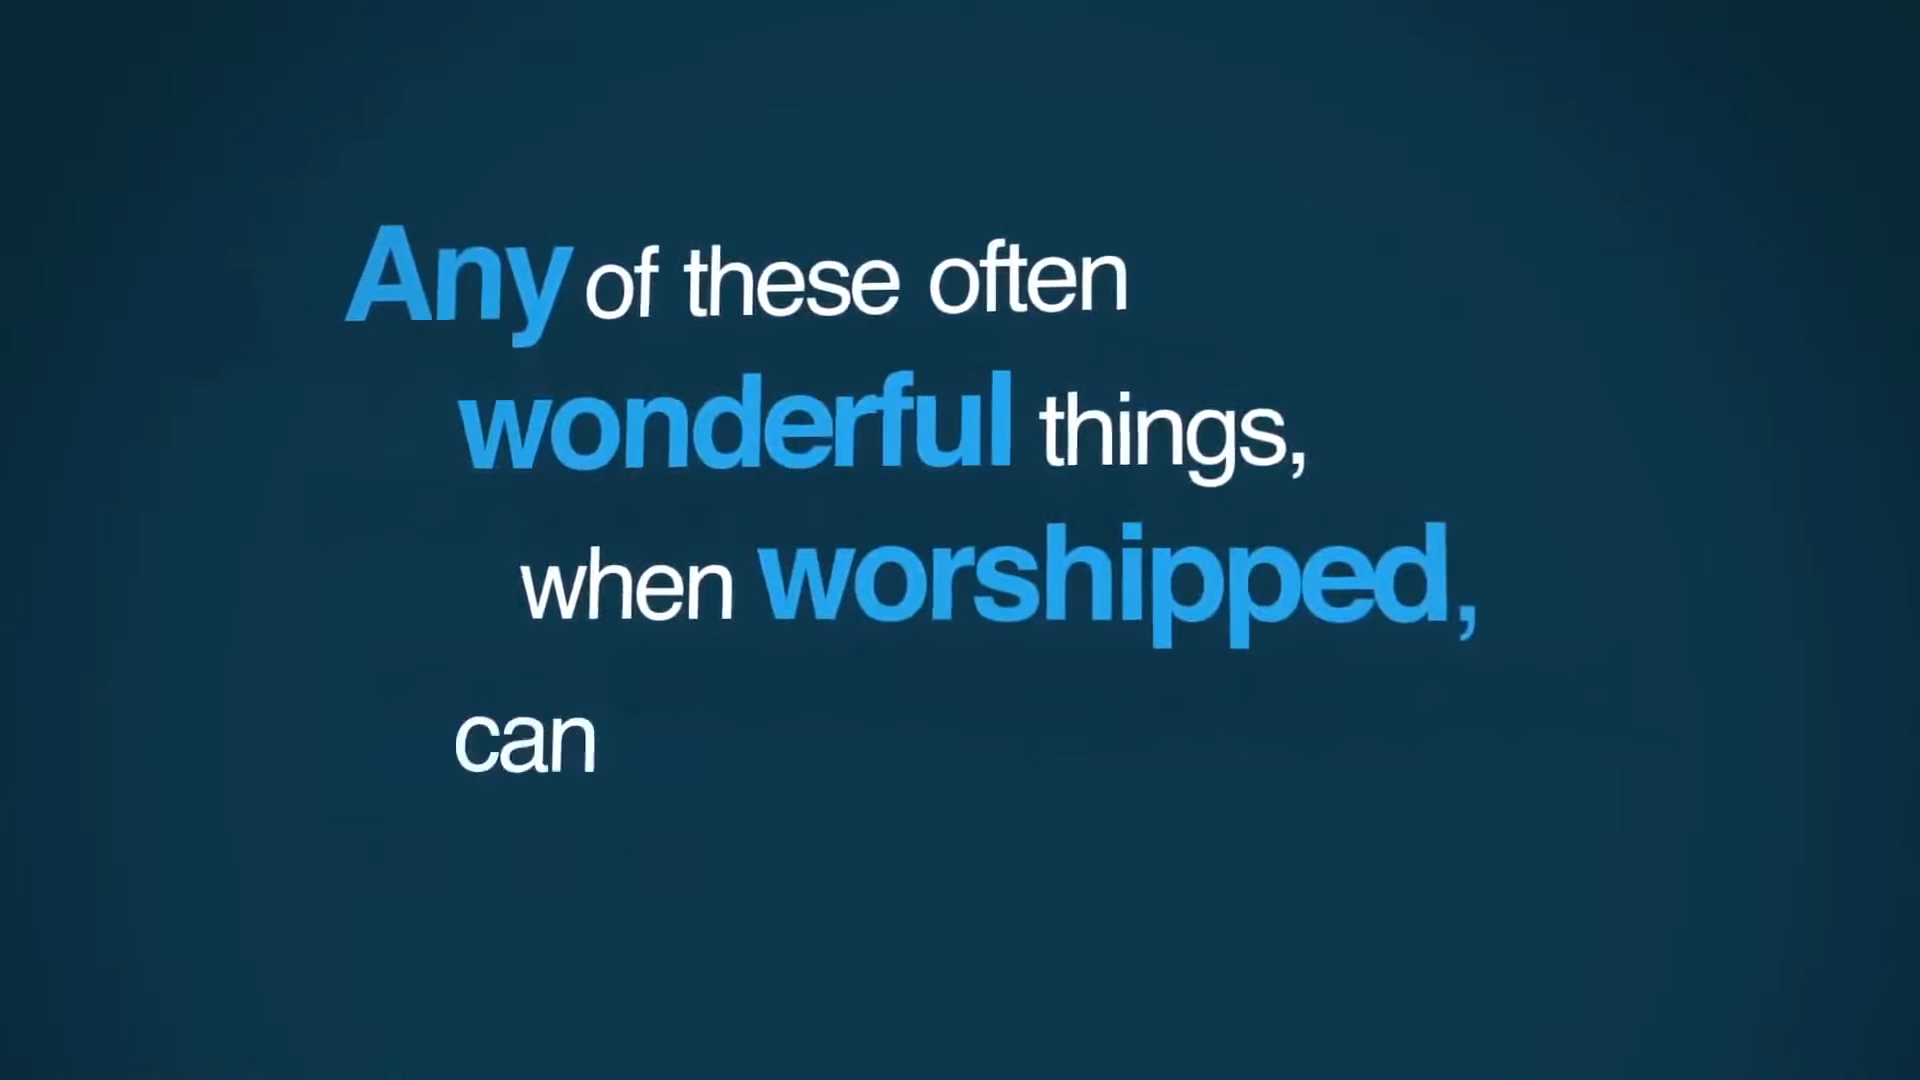 Any of these often
wonderful things,
when worshipped,
can